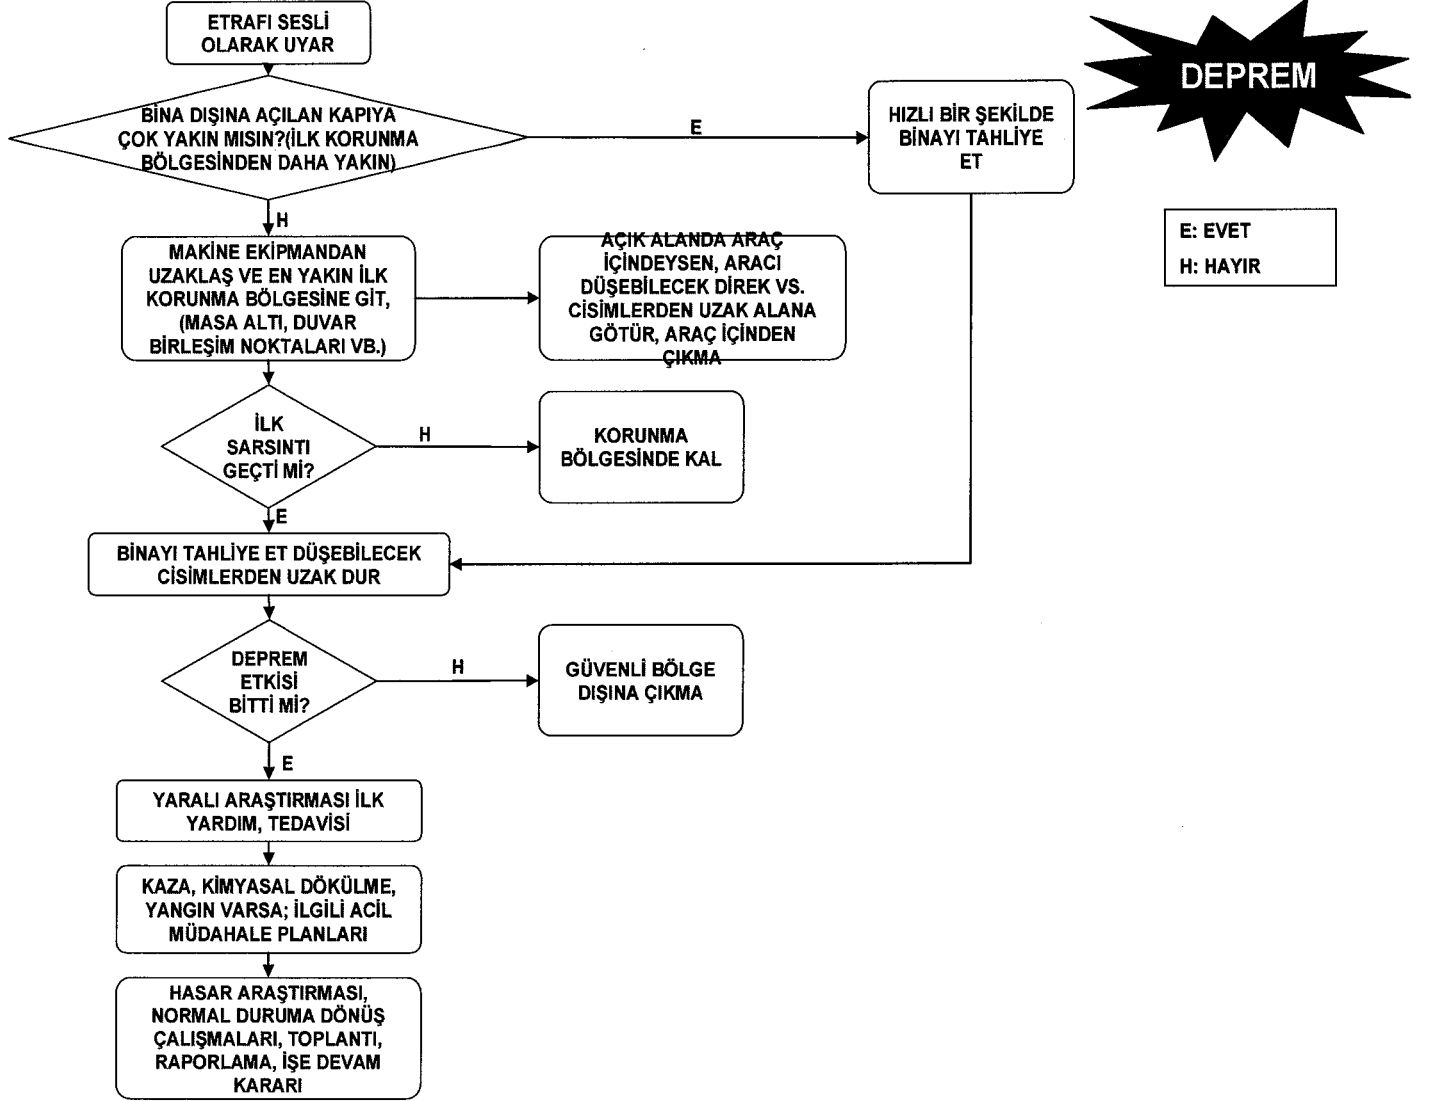 ETRAFI SESLİ
OLARAK UYAR
DEPREM
BİNA DIŞINA AÇILAN KAPIYA
ÇOK YAKIN MISIN?(İLK KORUNMA
BÖLGESİNDEN DAHA YAKIN)
E
HIZLI BİR ŞEKİLDE
BİNAYI TAHLİYE
ET
H
E: EVET
H: HAYIR
MAKİNE EKİPMANDAN
UZAKLAŞ VE EN YAKIN İLK
KORUNMA BÖLGESİNE GİT,
(MASA ALTI, DUVAR
BİRLEŞİM NOKTALARI VB.)
AÇIK ALANDA ARAÇ
İÇİNDEYSEN, ARACI
DÜŞEBİLECEK DİREK VS.
CİSİMLERDEN UZAK ALANA
GÖTÜR, ARAÇ İÇİNDEN
ÇIKMA
İLK
SARSINTI
GEÇTİ Mİ?
H
KORUNMA
BÖLGESİNDE KAL
E
BİNAYI TAHLİYE ET DÜŞEBİLECEK
CİSİMLERDEN UZAK DUR
DEPREM
ETKİSİ
BİTTİ Mİ?
H
GÜVENLİ BÖLGE
DIŞINA ÇIKMA
E
YARALI ARAŞTIRMASI İLK
YARDIM, TEDAVİSİ
KAZA, KİMYASAL DÖKÜLME,
YANGIN VARSA; İLGİLİ ACİL
MÜDAHALE PLANLARI
HASAR ARAŞTIRMASI,
NORMAL DURUMA DÖNÜŞ
ÇALIŞMALARI, TOPLANTI,
RAPORLAMA, İŞE DEVAM
KARARI